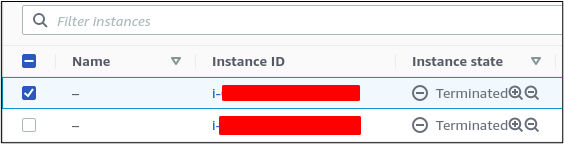 Filter instances
Name Instance ID Instance state
– i- Terminated
– i- Terminated